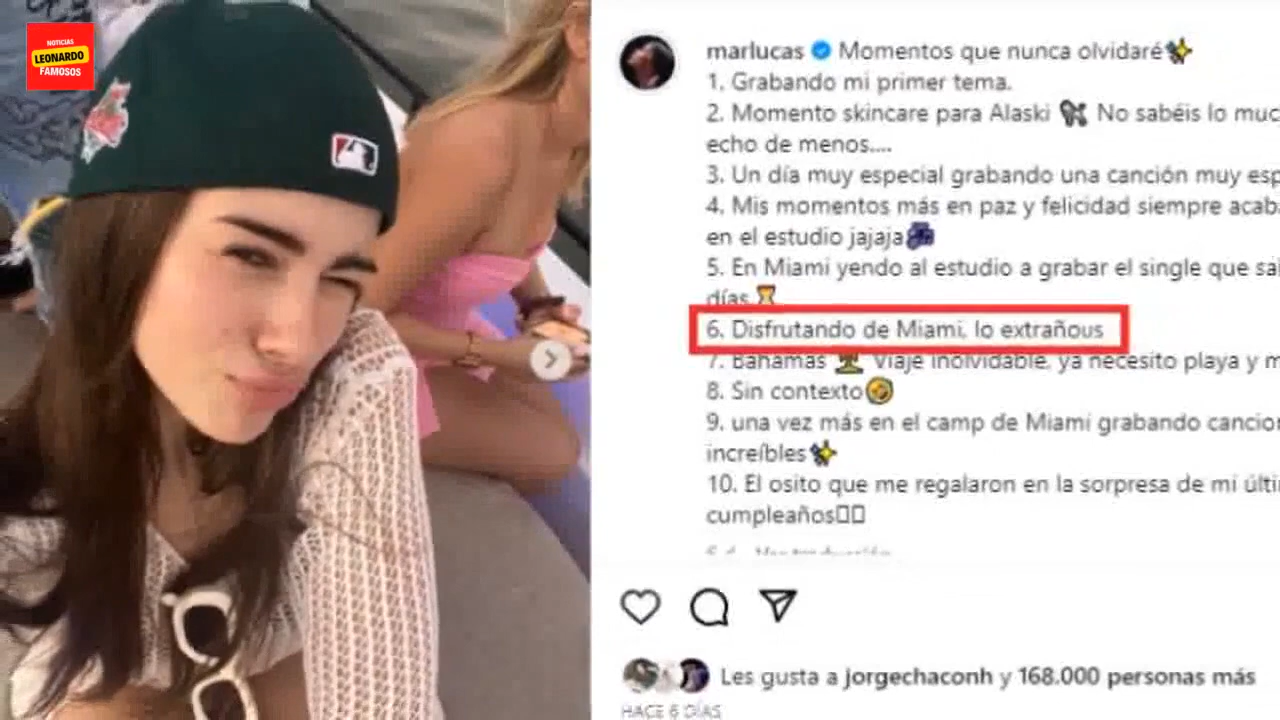 NOTICIAS
LEONARDO
FAMOSOS
marlucas Momentos que nunca olvidaré✨
1. Grabando mi primer tema.
2. Momento skincare para Alaski 🐩 No sabéis lo muc
echo de menos....
3. Un día muy especial grabando una canción muy esp
4. Mis momentos más en paz y felicidad siempre acaba
en el estudio jajaja🎆
5. En Miami yendo al estudio a grabar el single que sal
días⏳
6. Disfrutando de Miami, lo extrañous
7. Bahamas 🏝 Viaje inolvidable, ya necesito playa y m
8. Sin contexto🤣
9. una vez más en el camp de Miami grabando cancion
increíbles✨
10. El osito que me regalaron en la sorpresa de mi últi
cumpleaños
Les gusta a jorgechaconh y 168.000 personas más
HACE 6 DÍAS